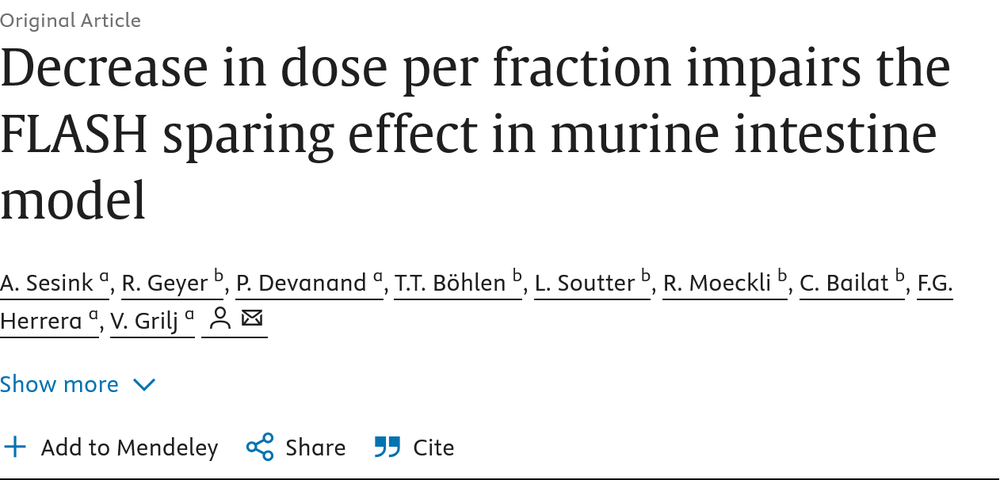 Original Article
Decrease in dose per fraction impairs the
FLASH sparing effect in murine intestine
model
A. Sesink a, R. Geyer b, P. Devanand a, T.T. Böhlen b, L. Soutter b, R. Moeckli b, C. Bailat b, F.G.
Herrera a, V. Grilj a
Show more
Add to Mendeley Share Cite